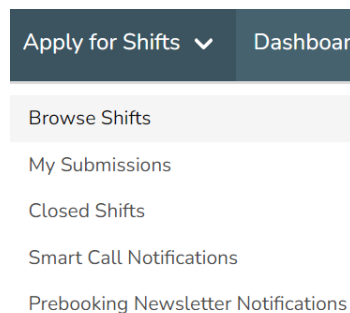 Apply for Shifts Dashboar
Browse Shifts
My Submissions
Closed Shifts
Smart Call Notifications
Prebooking Newsletter Notifications